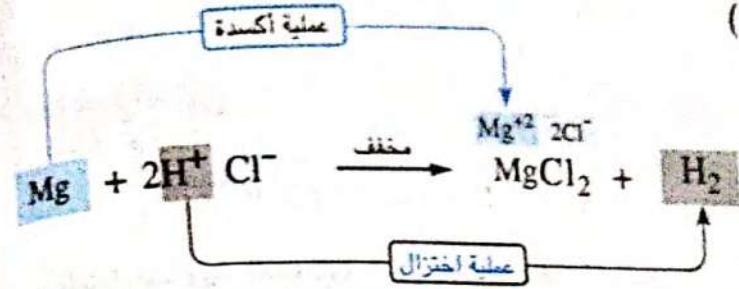 عملية أكسدة
(
Mg⁺² 2Cl⁻
Mg + 2H⁺ Cl⁻ مخفف → MgCl₂ + H₂
عملية اختزال